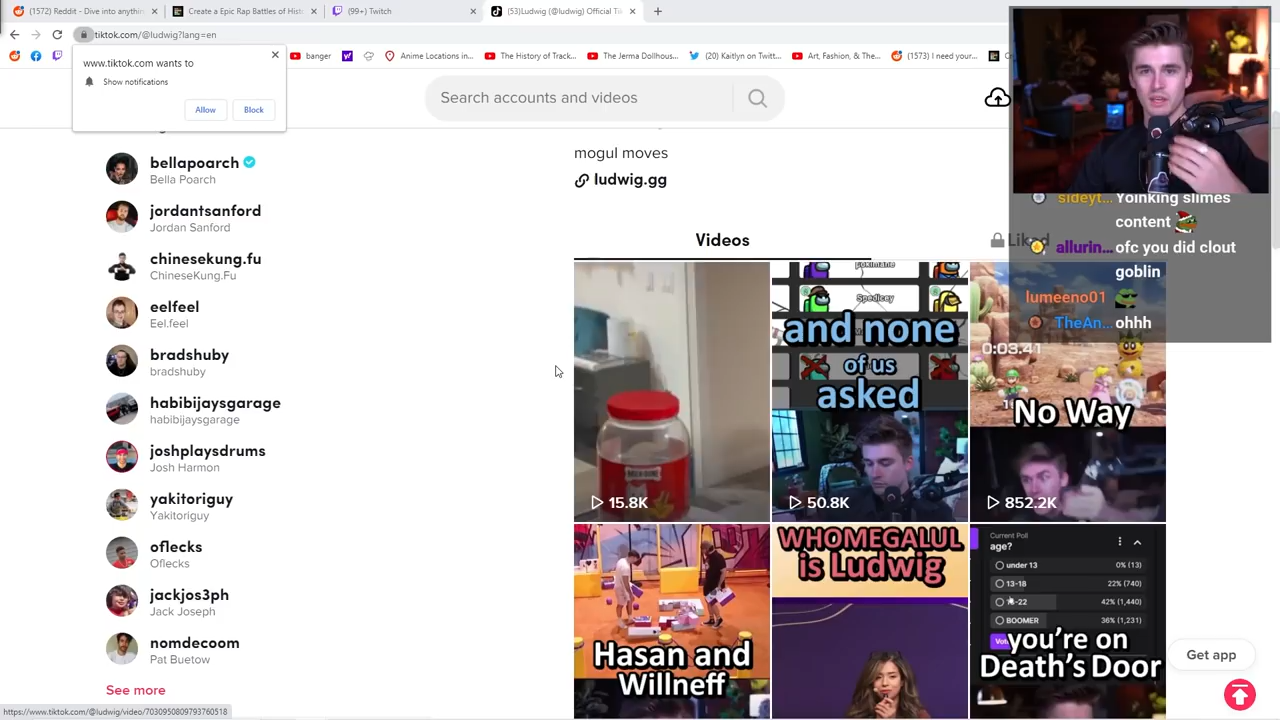 (1572) Reddit - Dive into anythin
Create a Epic Rap Battles of Hist
(99+) Twitch
(53)Ludwig (@ludwig) Official Ti
tiktok.com/@ludwig?lang=en
banger
Anime Locations in...
The History of Track...
The Jerma Dollhous...
(20) Kaitlyn on Twitt...
Art, Fashion, & The...
(1573) I need your...
www.tiktok.com wants to
Show notifications
Allow
Block
Search accounts and videos
mogul moves
ludwig.gg
Videos
Liked
bellapoarch
Bella Poarch
jordantsanford
Jordan Sanford
chinesekung.fu
ChineseKung.Fu
eelfeel
Eel.feel
bradshuby
bradshuby
habibijaysgarage
habibijaysgarage
joshplaysdrums
Josh Harmon
yakitoriguy
Yakitoriguy
oflecks
Oflecks
jackjos3ph
Jack Joseph
nomdecoom
Pat Buetow
See more
sideyt... Yoinking slimes
content
allurin... ofc you did clout
goblin
lumeeno01
TheAn... ohhh
15.8K
pokimane
Spedicey
and none
of us
asked
50.8K
0:03.41
No Way
852.2K
Hasan and
Willneff
WHOMEGALUL
is Ludwig
Current Poll
age?
under 13 0% (13)
13-18 22% (740)
-22 42% (1,440)
BOOMER 36% (1,231)
you're on
Death's Door
Get app
https://www.tiktok.com/@ludwig/video/7030950809793760518